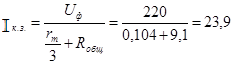 I к.з. = Uф / (rт / 3 + Rобщ) = 220 / (0,104 + 9,1) = 23,9